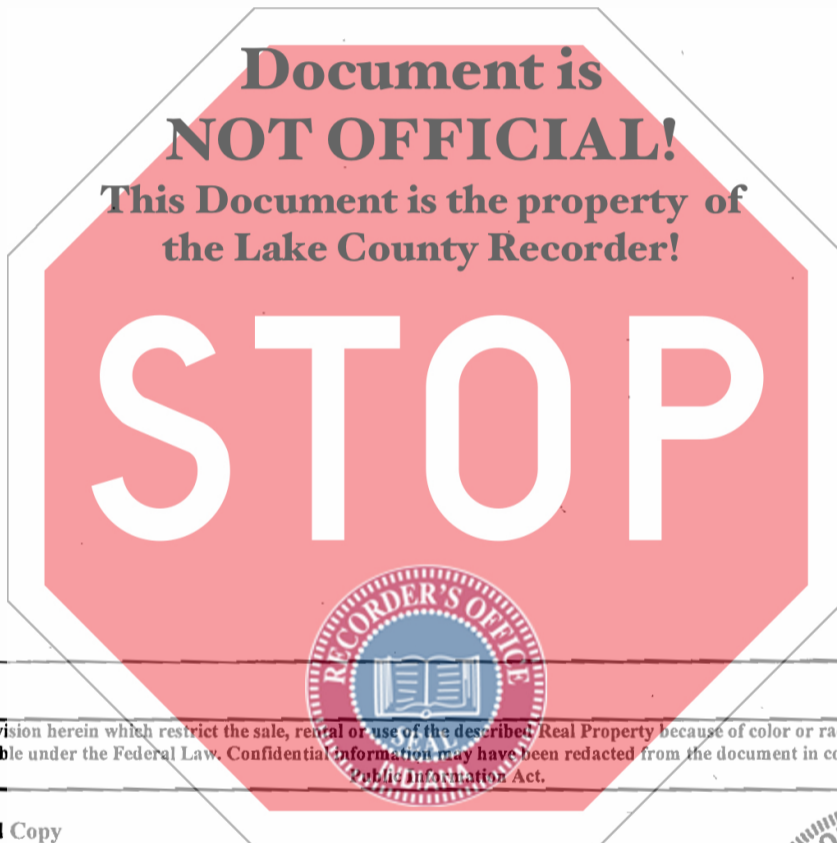 Document is
NOT OFFICIAL!
This Document is the property of
the Lake County Recorder!
STOP
RECORDER'S OFFICE
INDIANA
vision herein which restrict the sale, rental or use of the described Real Property because of color or ra
ble under the Federal Law. Confidential information may have been redacted from the document in co
Public Information Act.
Copy